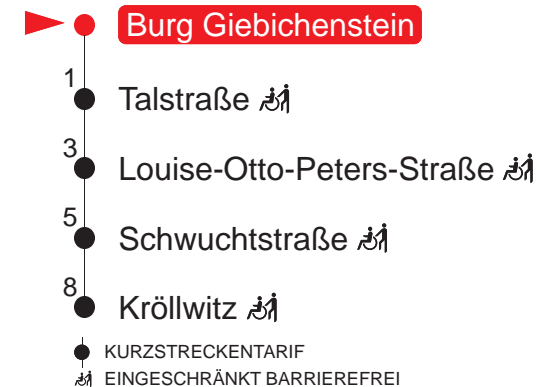 Burg Giebichenstein
1
Talstraße
3
Louise-Otto-Peters-Straße
5
Schwuchtstraße
8
Kröllwitz
KURZSTRECKENTARIF
EINGESCHRÄNKT BARRIEREFREI